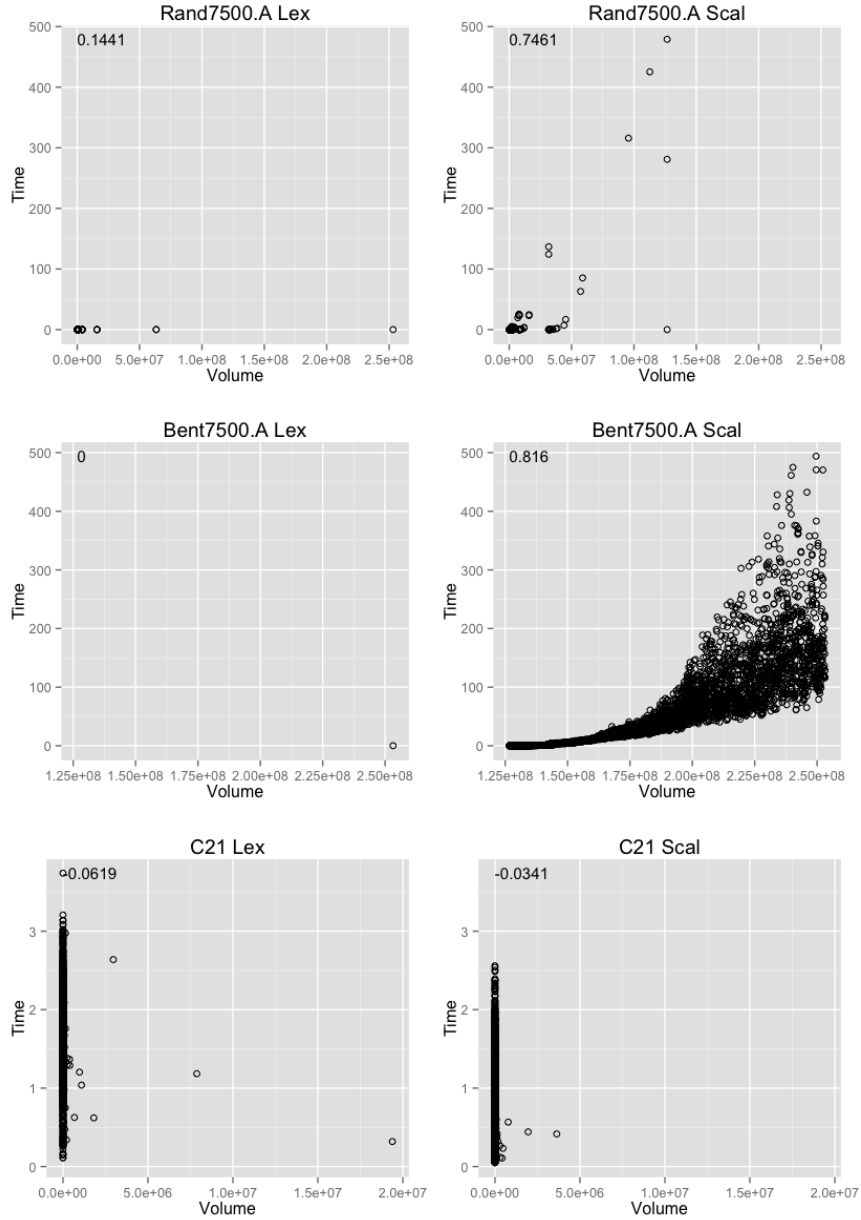 Rand7500.A Lex
0.1441
500
400
300
200
100
0
Time
0.0e+00 5.0e+07 1.0e+08 1.5e+08 2.0e+08 2.5e+08
Volume
Rand7500.A Scal
0.7461
500
400
300
200
100
0
Time
0.0e+00 5.0e+07 1.0e+08 1.5e+08 2.0e+08 2.5e+08
Volume
Bent7500.A Lex
0
500
400
300
200
100
0
Time
1.25e+08 1.50e+08 1.75e+08 2.00e+08 2.25e+08 2.50e+08
Volume
Bent7500.A Scal
0.816
500
400
300
200
100
0
Time
1.25e+08 1.50e+08 1.75e+08 2.00e+08 2.25e+08 2.50e+08
Volume
C21 Lex
-0.0619
3
2
1
0
Time
0.0e+00 5.0e+06 1.0e+07 1.5e+07 2.0e+07
Volume
C21 Scal
-0.0341
3
2
1
0
Time
0.0e+00 5.0e+06 1.0e+07 1.5e+07 2.0e+07
Volume